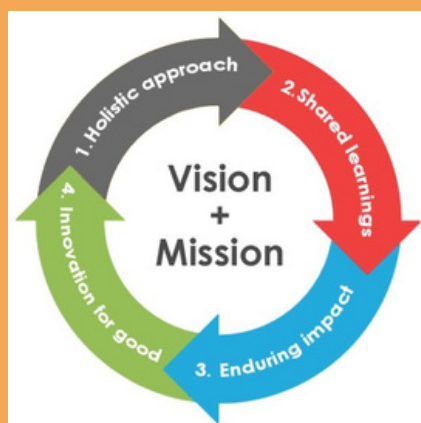 1.Holistic approach
2.Shared learnings
3. Enduring impact
4. Innovation for good
Vision
+
Mission